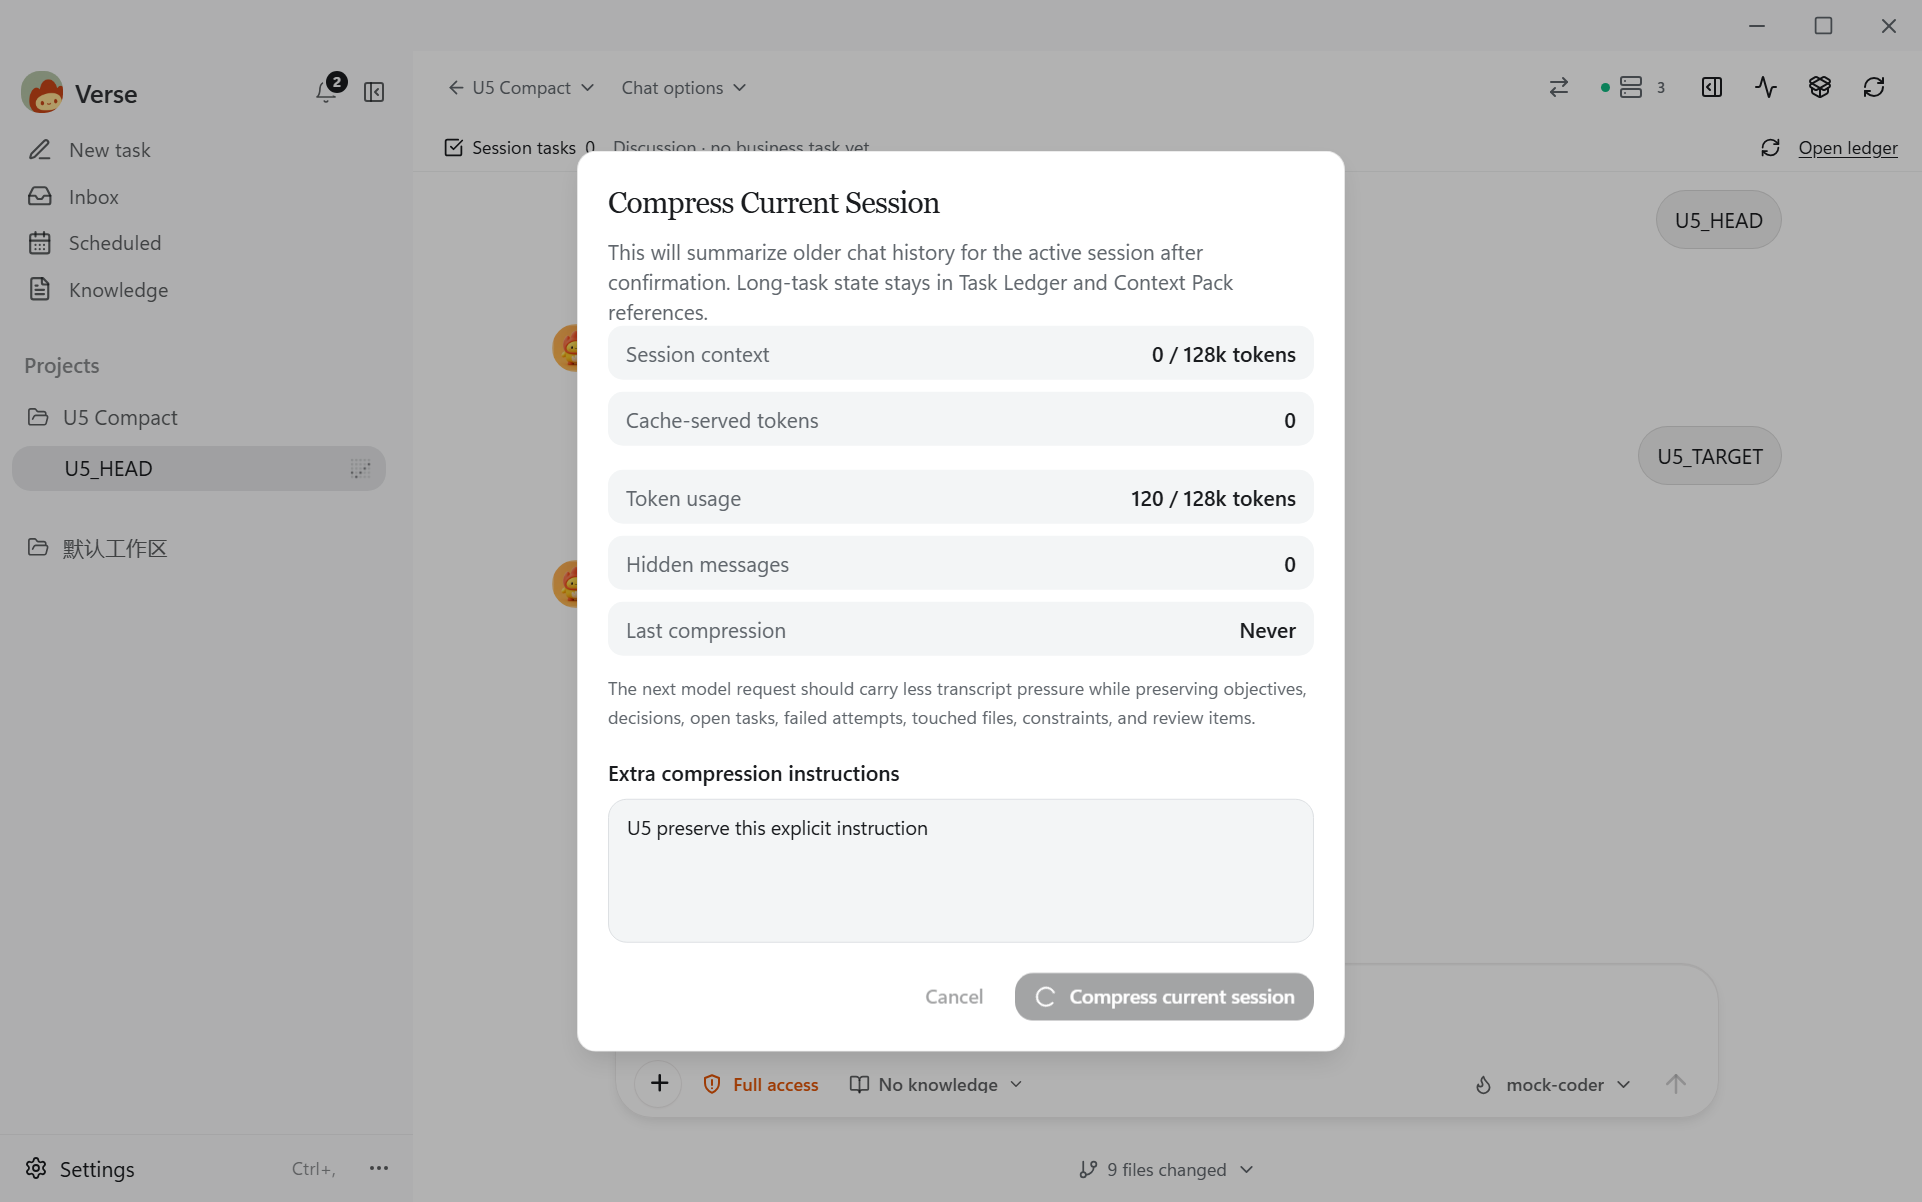 Verse
2
New task
Inbox
Scheduled
Knowledge
Projects
U5 Compact
U5_HEAD
默认工作区
Settings
Ctrl+,
U5 Compact
Chat options
3
Session tasks 0
Discussion · no business task yet
Open ledger
U5_HEAD
U5_TARGET
Compress Current Session
This will summarize older chat history for the active session after
confirmation. Long-task state stays in Task Ledger and Context Pack
references.
Session context 0 / 128k tokens
Cache-served tokens 0
Token usage 120 / 128k tokens
Hidden messages 0
Last compression Never
The next model request should carry less transcript pressure while preserving objectives,
decisions, open tasks, failed attempts, touched files, constraints, and review items.
Extra compression instructions
U5 preserve this explicit instruction
Cancel
Compress current session
Full access
No knowledge
mock-coder
9 files changed